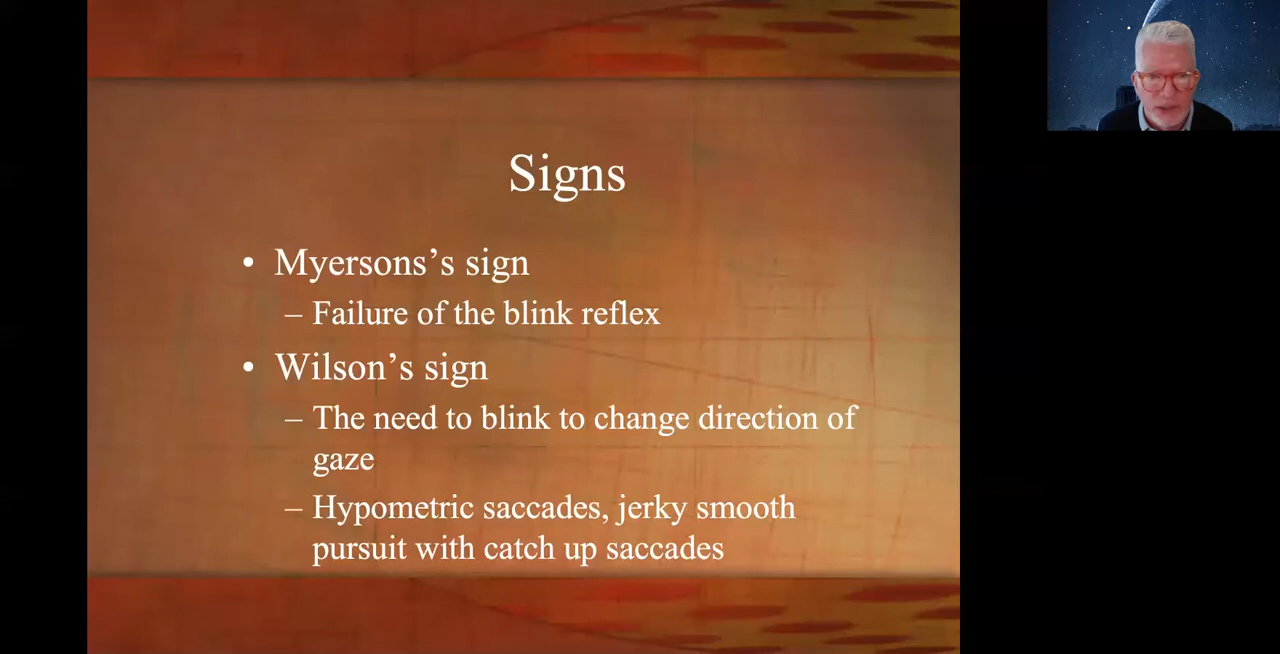 Signs
• Myersons’s sign
– Failure of the blink reflex
• Wilson’s sign
– The need to blink to change direction of
gaze
– Hypometric saccades, jerky smooth
pursuit with catch up saccades